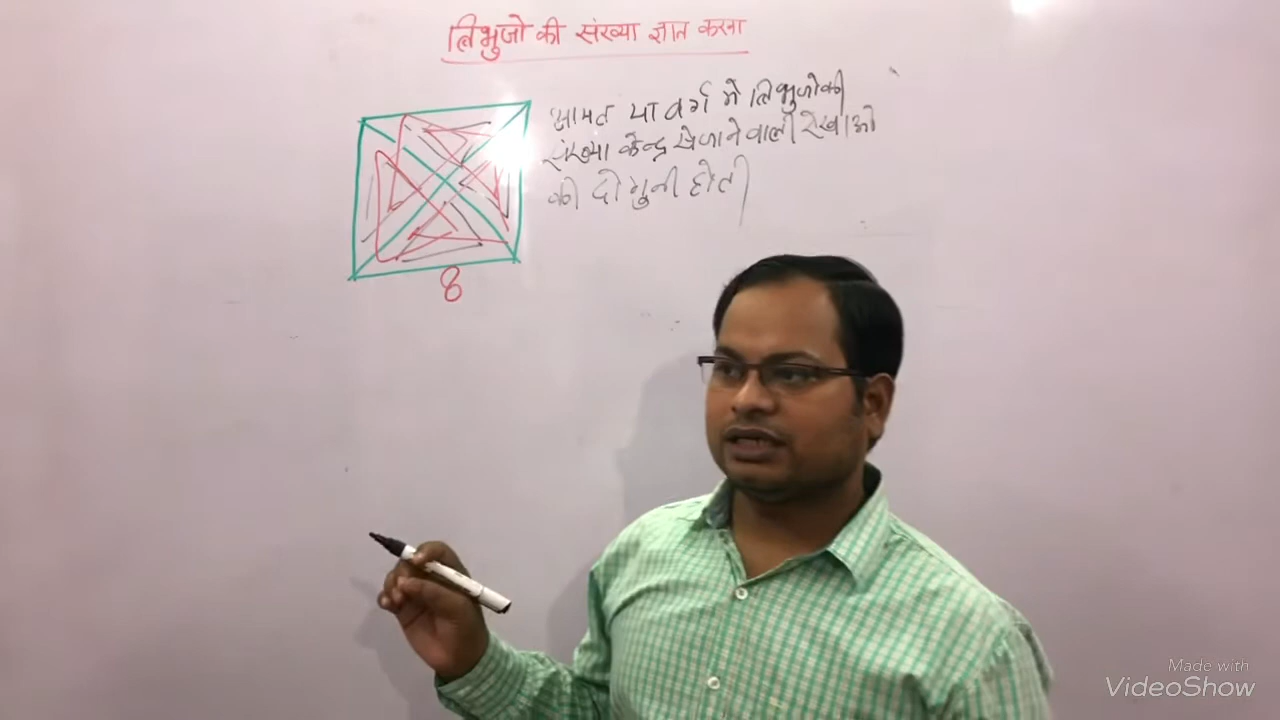 त्रिभुजो की संख्या ज्ञात करना
आयत या वर्ग मे त्रिभुजो की
संख्या केन्द्र से जाने वाली रेखाओ
की दो गुनी होती
8
Made with
VideoShow